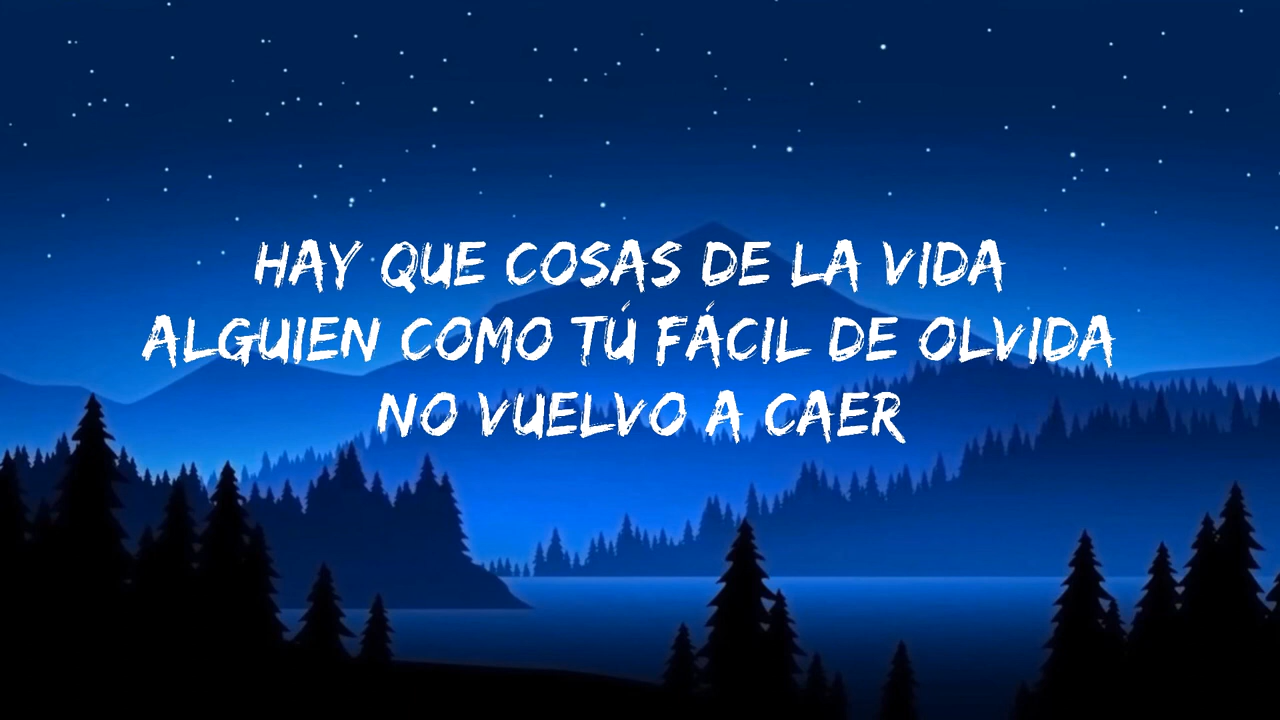 HAY QUE COSAS DE LA VIDA
ALGUIEN COMO TÚ FÁCIL DE OLVIDA
NO VUELVO A CAER